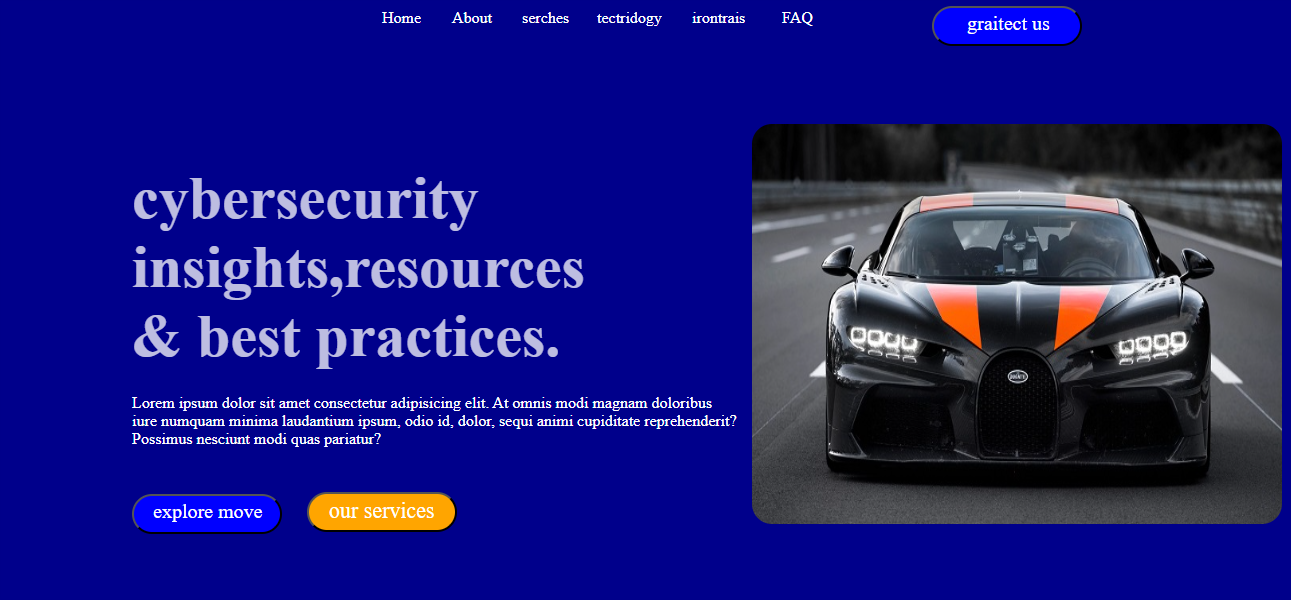 Home About serches tectridogy irontrais FAQ graitect us
cybersecurity
insights,resources
& best practices.
Lorem ipsum dolor sit amet consectetur adipisicing elit. At omnis modi magnam doloribus
iure numquam minima laudantium ipsum, odio id, dolor, sequi animi cupiditate reprehenderit?
Possimus nesciunt modi quas pariatur?
explore move our services